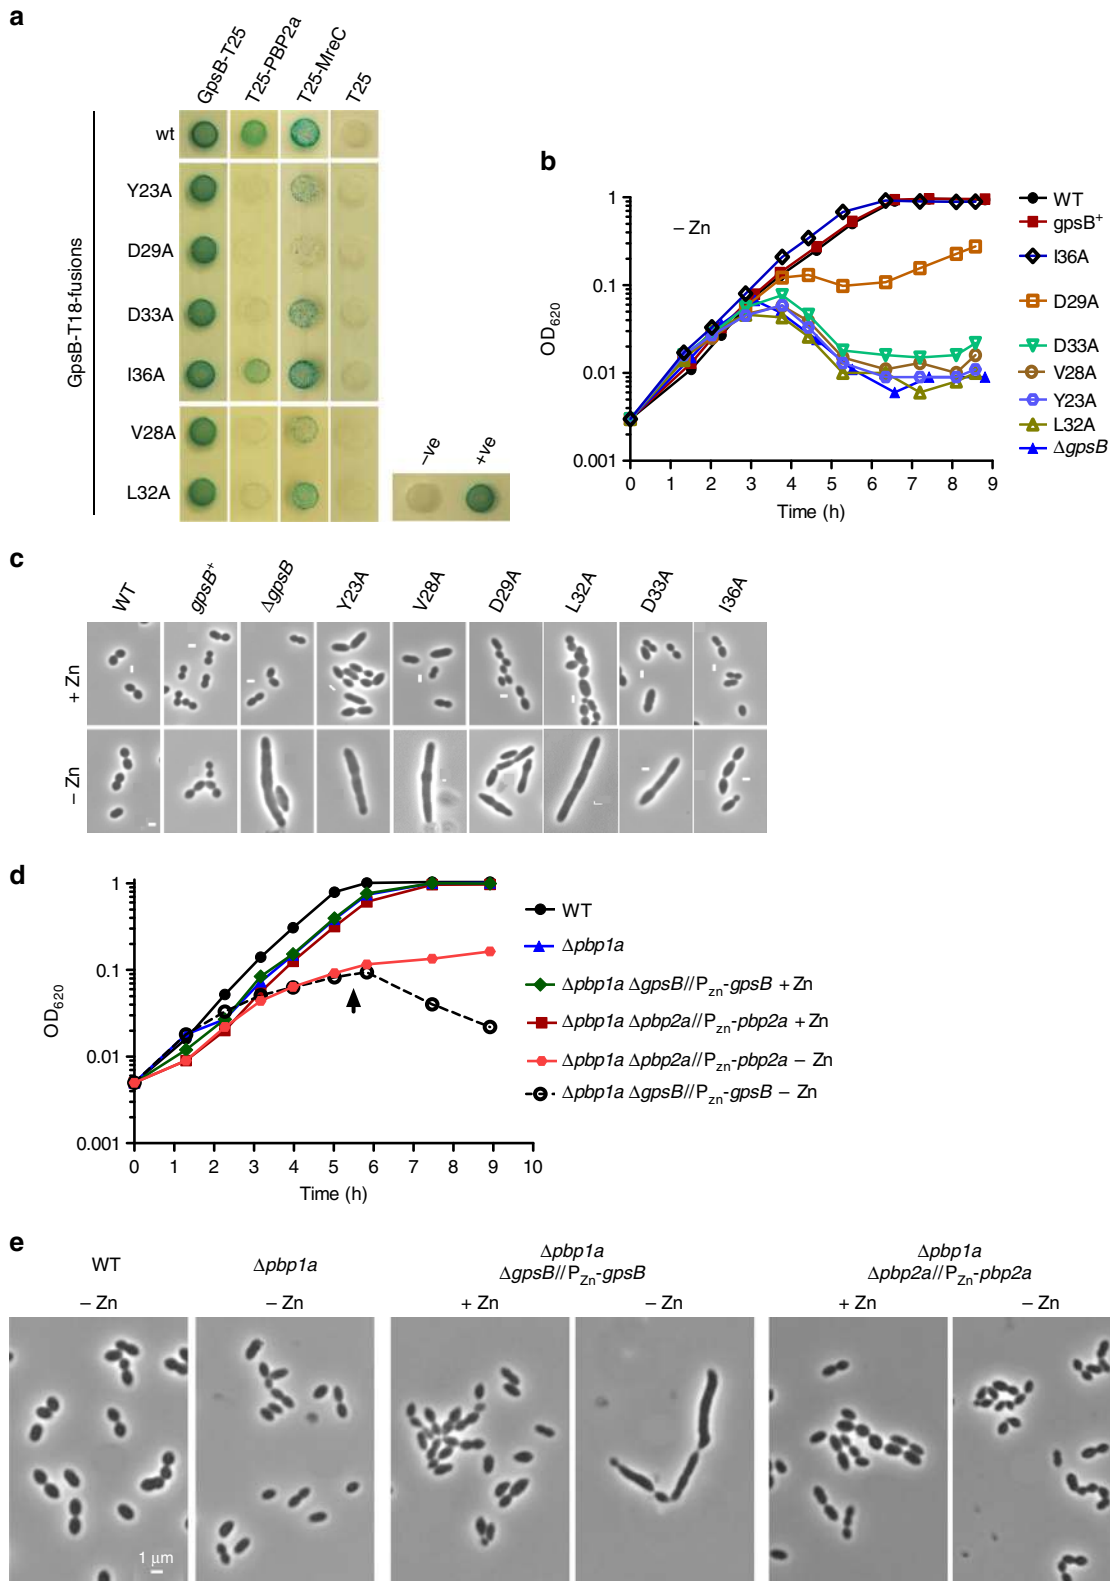 a
GpsB-T25
T25-PBP2a
T25-MreC
T25
GpsB-T18-fusions
wt
Y23A
D29A
D33A
I36A
V28A
L32A
–ve
+ve
b
– Zn
OD620
1
0.1
0.01
0.001
0 1 2 3 4 5 6 7 8 9
Time (h)
WT
gpsB+
I36A
D29A
D33A
V28A
Y23A
L32A
ΔgpsB
c
WT
gpsB+
ΔgpsB
Y23A
V28A
D29A
L32A
D33A
I36A
+ Zn
– Zn
d
OD620
1
0.1
0.01
0.001
0 1 2 3 4 5 6 7 8 9 10
Time (h)
WT
Δpbp1a
Δpbp1a ΔgpsB//Pzn-gpsB + Zn
Δpbp1a Δpbp2a//Pzn-pbp2a + Zn
Δpbp1a Δpbp2a//Pzn-pbp2a – Zn
Δpbp1a ΔgpsB//Pzn-gpsB – Zn
e
WT
– Zn
Δpbp1a
– Zn
Δpbp1a
ΔgpsB//PZn-gpsB
+ Zn – Zn
Δpbp1a
Δpbp2a//PZn-pbp2a
+ Zn – Zn
1 μm